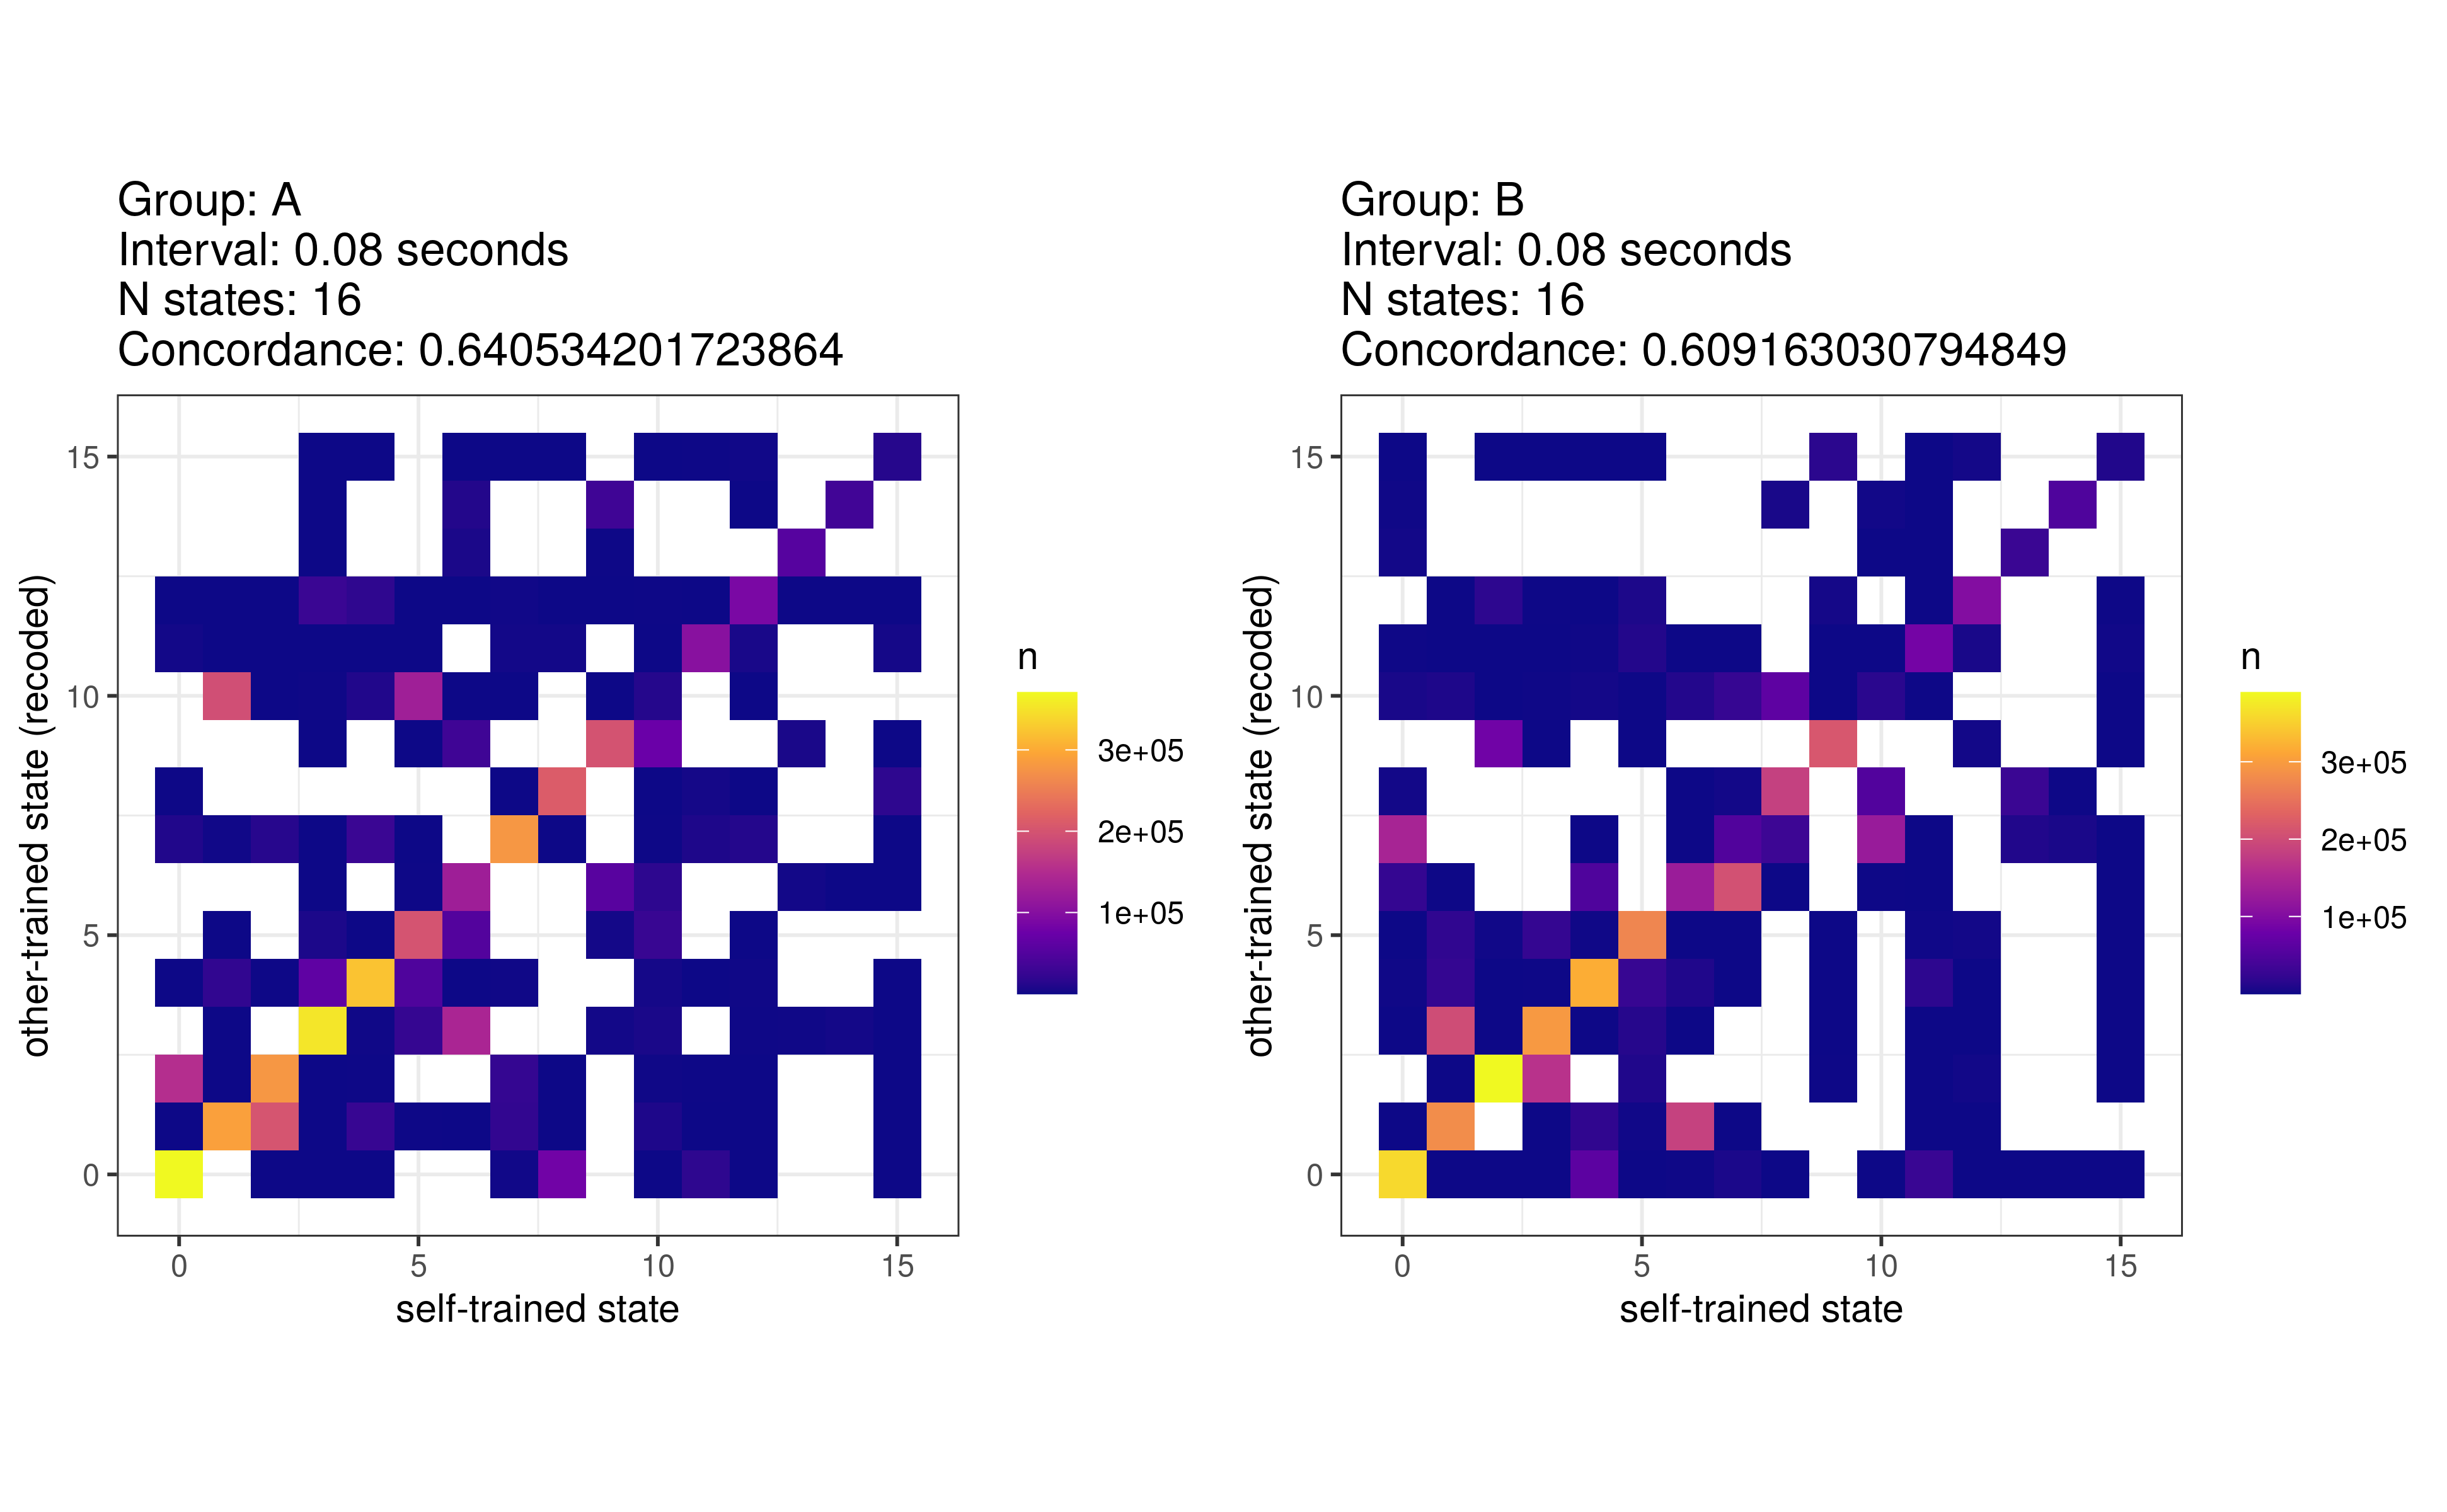 Group: A
Interval: 0.08 seconds
N states: 16
Concordance: 0.640534201723864
other-trained state (recoded)
15
10
5
0
0 5 10 15
self-trained state
n
3e+05
2e+05
1e+05
Group: B
Interval: 0.08 seconds
N states: 16
Concordance: 0.609163030794849
other-trained state (recoded)
15
10
5
0
0 5 10 15
self-trained state
n
3e+05
2e+05
1e+05